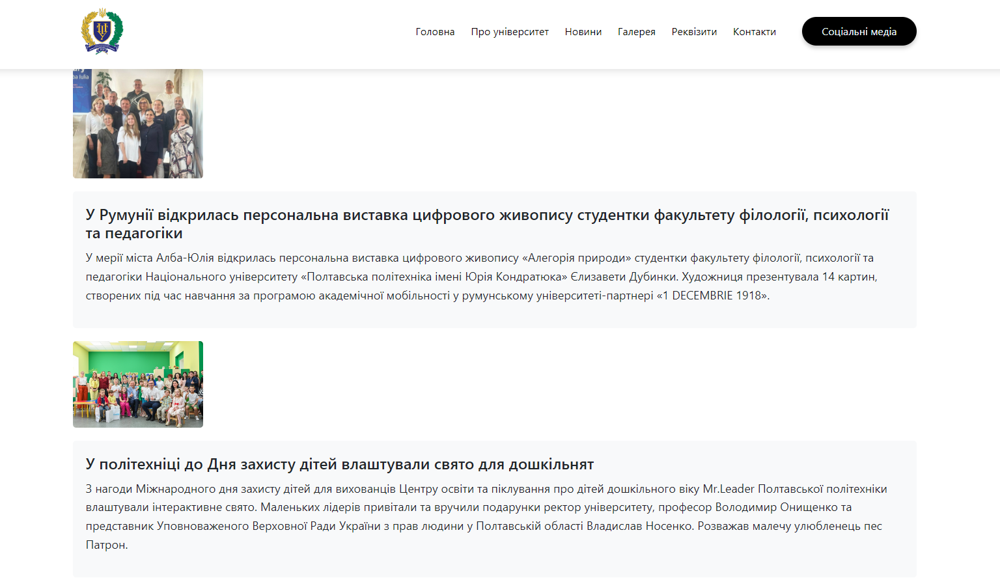 Головна Про університет Новини Галерея Реквізити Контакти Соціальні медіа
ba Iulia
У Румунії відкрилась персональна виставка цифрового живопису студентки факультету філології, психології
та педагогіки
У мерії міста Алба-Юлія відкрилась персональна виставка цифрового живопису «Алегорія природи» студентки факультету філології, психології та
педагогіки Національного університету «Полтавська політехніка імені Юрія Кондратюка» Єлизавети Дубинки. Художниця презентувала 14 картин,
створених під час навчання за програмою академічної мобільності у румунському університеті-партнері «1 DECEMBRIE 1918».
У політехніці до Дня захисту дітей влаштували свято для дошкільнят
З нагоди Міжнародного дня захисту дітей для вихованців Центру освіти та піклування про дітей дошкільного віку Mr.Leader Полтавської політехніки
влаштували інтерактивне свято. Маленьких лідерів привітали та вручили подарунки ректор університету, професор Володимир Онищенко та
представник Уповноваженого Верховної Ради України з прав людини у Полтавській області Владислав Носенко. Розважав малечу улюбленець пес
Патрон.